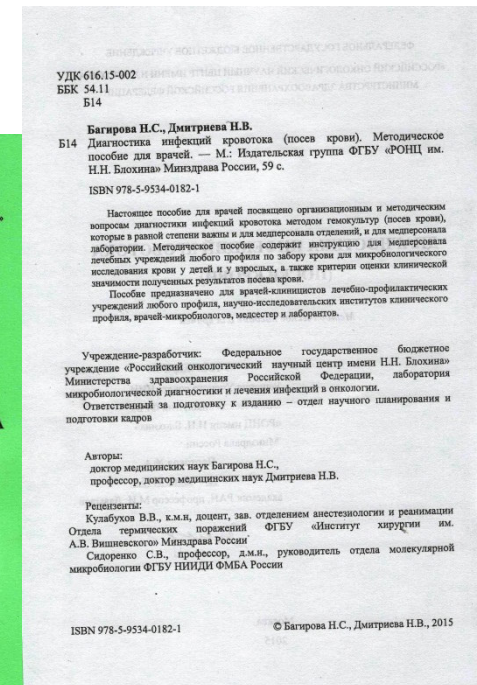 УДК 616.15-002
ББК 54.11
Б14
Багирова Н.С., Дмитриева Н.В.
Б14 Диагностика инфекций кровотока (посев крови). Методическое
пособие для врачей. — М.: Издательская группа ФГБУ «РОНЦ им.
Н.Н. Блохина» Минздрава России, 59 с.
ISBN 978-5-9534-0182-1
Настоящее пособие для врачей посвящено организационным и методическим
вопросам диагностики инфекций кровотока методом гемокультур (посев крови),
которые в равной степени важны и для медперсонала отделений, и для медперсонала
лаборатории. Методическое пособие содержит инструкцию для медперсонала
лечебных учреждений любого профиля по забору крови для микробиологического
исследования крови у детей и у взрослых, а также критерии оценки клинической
значимости полученных результатов посева крови.
Пособие предназначено для врачей-клиницистов лечебно-профилактических
учреждений любого профиля, научно-исследовательских институтов клинического
профиля, врачей-микробиологов, медсестер и лаборантов.
Учреждение-разработчик: Федеральное государственное бюджетное
учреждение «Российский онкологический научный центр имени Н.Н. Блохина»
Министерства здравоохранения Российской Федерации, лаборатория
микробиологической диагностики и лечения инфекций в онкологии.
Ответственный за подготовку к изданию – отдел научного планирования и
подготовки кадров
Авторы:
доктор медицинских наук Багирова Н.С.,
профессор, доктор медицинских наук Дмитриева Н.В.
Рецензенты:
Кулабухов В.В., к.м.н, доцент, зав. отделением анестезиологии и реанимации
Отдела термических поражений ФГБУ «Институт хирургии им.
А.В. Вишневского» Минздрава России
Сидоренко С.В., профессор, д.м.н., руководитель отдела молекулярной
микробиологии ФГБУ НИИДИ ФМБА России
ISBN 978-5-9534-0182-1 © Багирова Н.С., Дмитриева Н.В., 2015